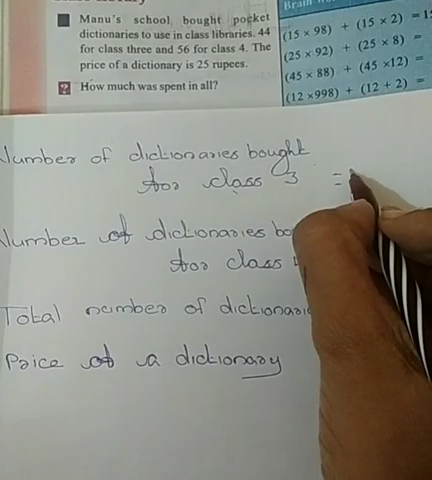 Manu's school bought pocket
dictionaries to use in class libraries. 44
for class three and 56 for class 4. The
price of a dictionary is 25 rupees.
? How much was spent in all?
(15 × 98) + (15 × 2) =
(25 × 92) + (25 × 8) =
(45 × 88) + (45 ×12) =
(12 ×998) + (12 + 2) =
Number of dictionaries bought
for class 3 =
Number of dictionaries
for class
Total number of
Price of a dictionary